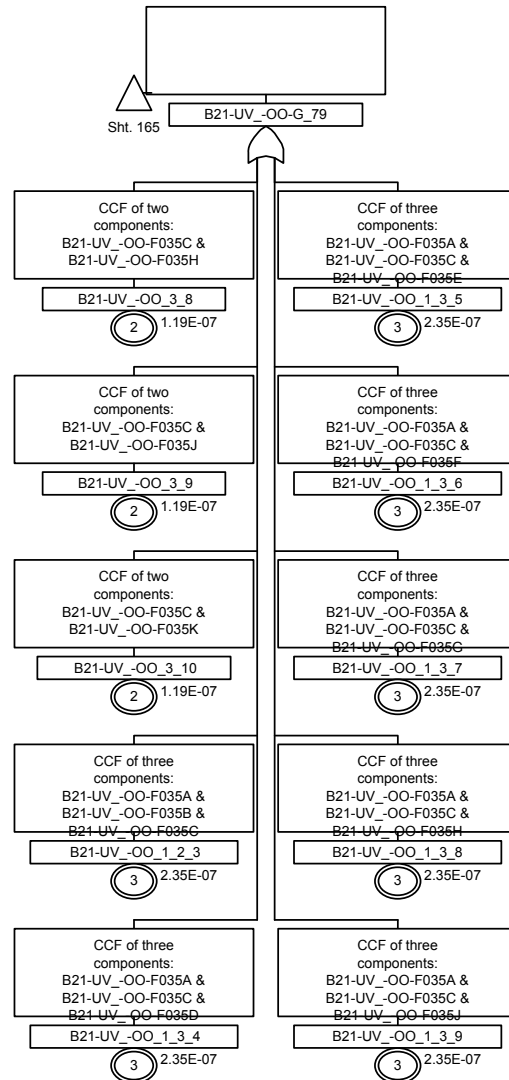 Sht. 165
B21-UV_-OO-G_79
CCF of two
components:
B21-UV_-OO-F035C &
B21-UV_-OO-F035H
B21-UV_-OO_3_8
2
1.19E-07
CCF of two
components:
B21-UV_-OO-F035C &
B21-UV_-OO-F035J
B21-UV_-OO_3_9
2
1.19E-07
CCF of two
components:
B21-UV_-OO-F035C &
B21-UV_-OO-F035K
B21-UV_-OO_3_10
2
1.19E-07
CCF of three
components:
B21-UV_-OO-F035A &
B21-UV_-OO-F035B &
B21-UV_-OO-F035C
B21-UV_-OO_1_2_3
3
2.35E-07
CCF of three
components:
B21-UV_-OO-F035A &
B21-UV_-OO-F035C &
B21-UV_-OO-F035D
B21-UV_-OO_1_3_4
3
2.35E-07
CCF of three
components:
B21-UV_-OO-F035A &
B21-UV_-OO-F035C &
B21-UV_-OO-F035E
B21-UV_-OO_1_3_5
3
2.35E-07
CCF of three
components:
B21-UV_-OO-F035A &
B21-UV_-OO-F035C &
B21-UV_-OO-F035F
B21-UV_-OO_1_3_6
3
2.35E-07
CCF of three
components:
B21-UV_-OO-F035A &
B21-UV_-OO-F035C &
B21-UV_-OO-F035G
B21-UV_-OO_1_3_7
3
2.35E-07
CCF of three
components:
B21-UV_-OO-F035A &
B21-UV_-OO-F035C &
B21-UV_-OO-F035H
B21-UV_-OO_1_3_8
3
2.35E-07
CCF of three
components:
B21-UV_-OO-F035A &
B21-UV_-OO-F035C &
B21-UV_-OO-F035J
B21-UV_-OO_1_3_9
3
2.35E-07